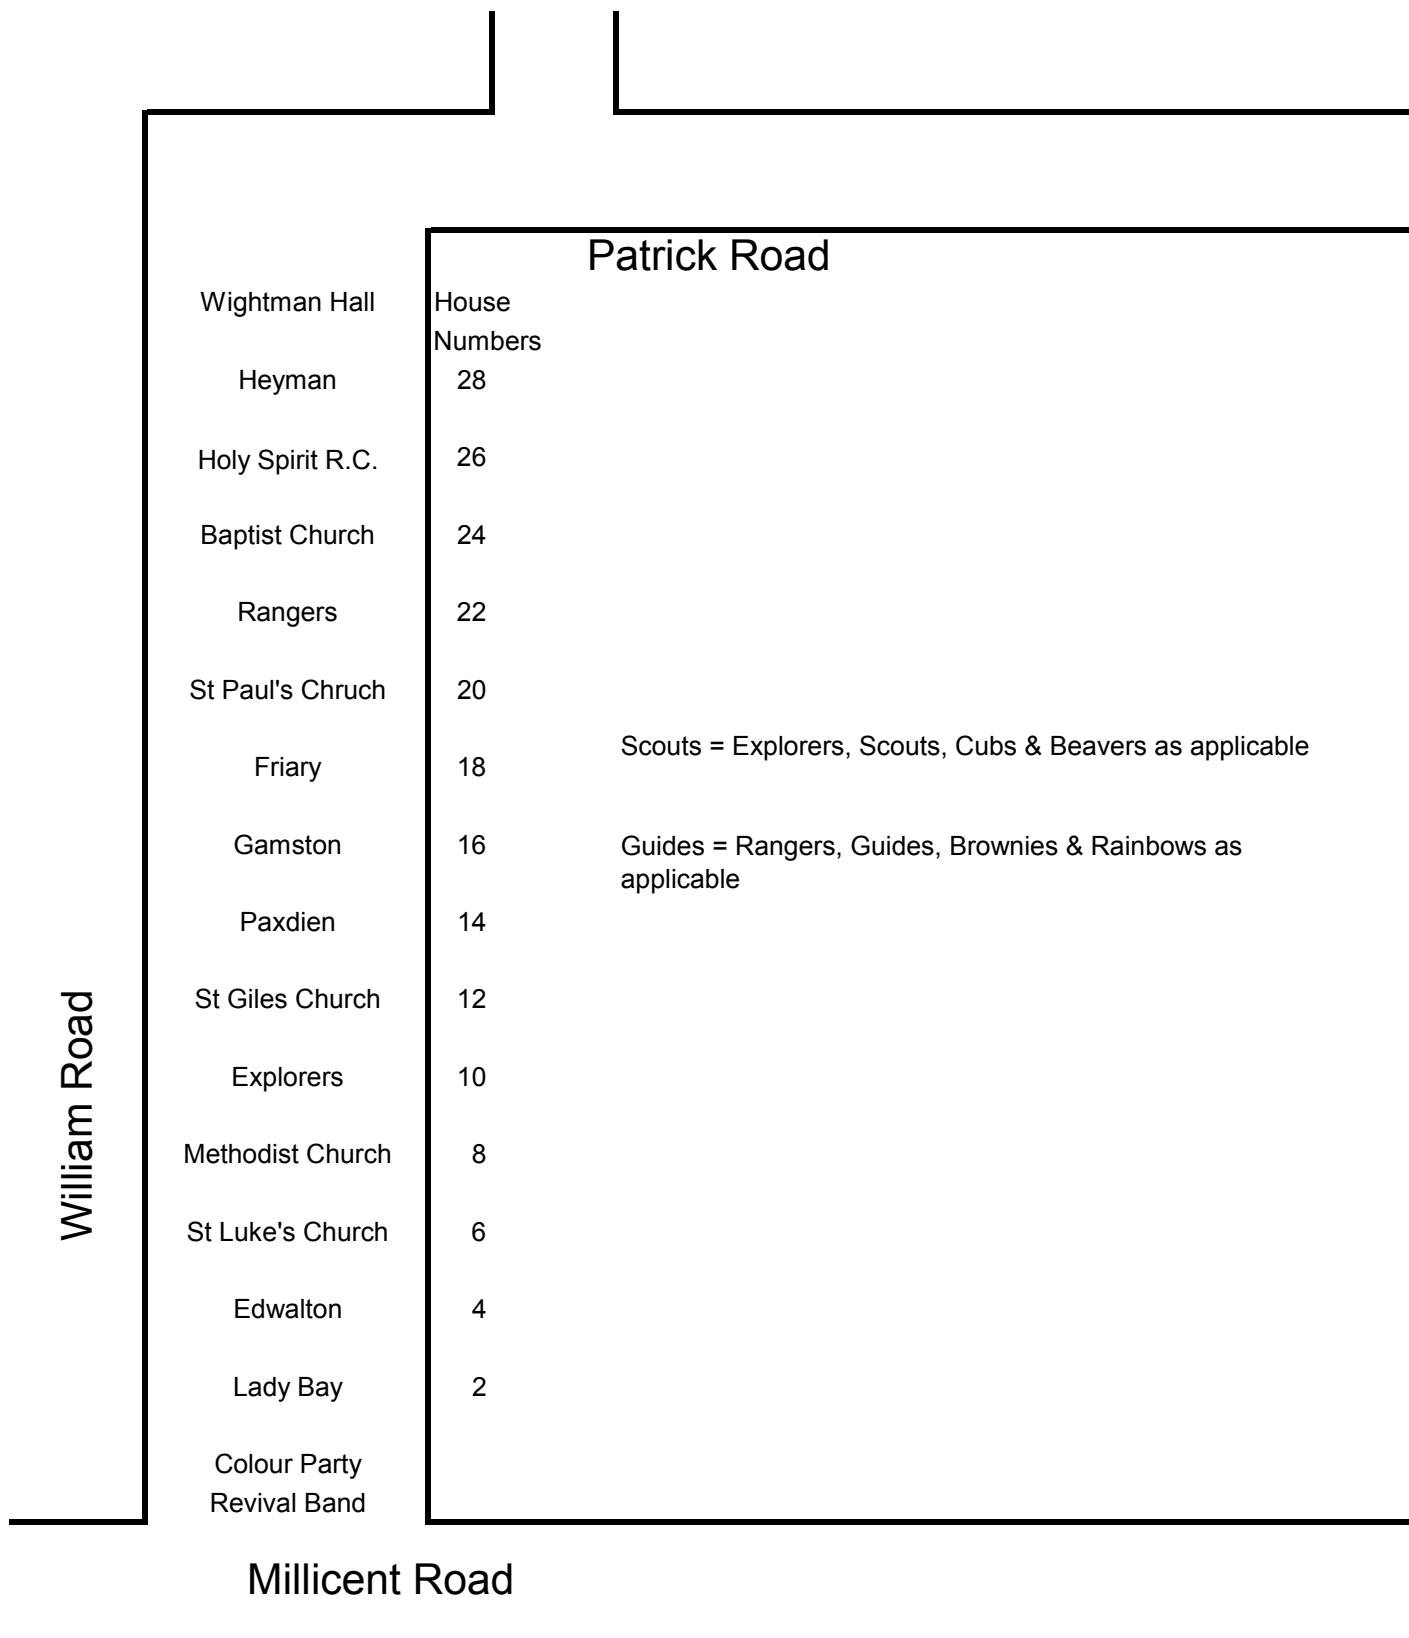 Patrick Road
Wightman Hall House
Numbers
Heyman 28
Holy Spirit R.C. 26
Baptist Church 24
Rangers 22
St Paul's Chruch 20
Scouts = Explorers, Scouts, Cubs & Beavers as applicable
Friary 18
Gamston 16
Guides = Rangers, Guides, Brownies & Rainbows as
applicable
Paxdien 14
St Giles Church 12
Explorers 10
Methodist Church 8
St Luke's Church 6
Edwalton 4
Lady Bay 2
Colour Party
Revival Band
William Road
Millicent Road